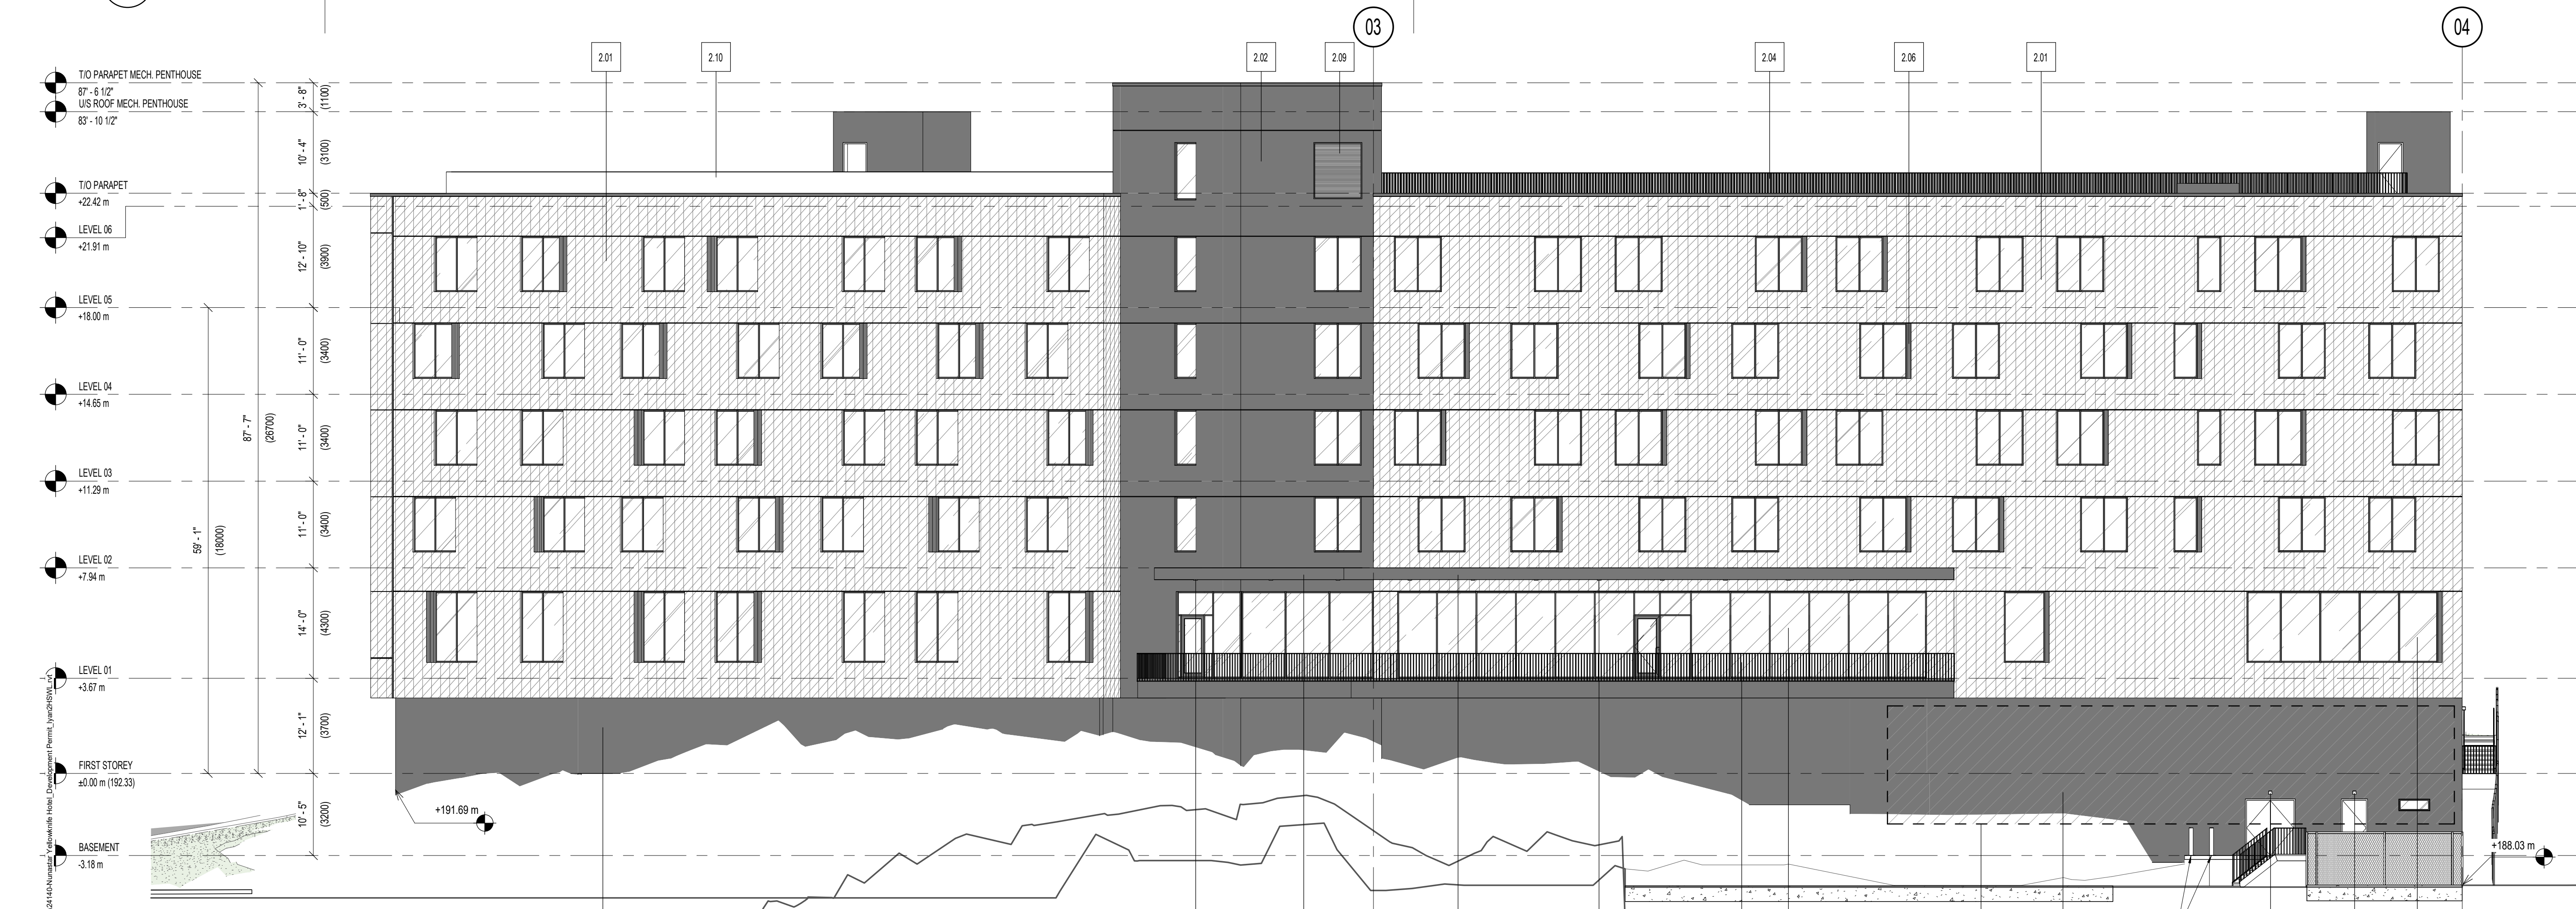 03
04
2.01
2.10
2.02
2.09
2.04
2.06
2.01
T/O PARAPET MECH. PENTHOUSE
87' - 6 1/2"
U/S ROOF MECH. PENTHOUSE
83' - 10 1/2"
T/O PARAPET
+22.42 m
LEVEL 06
+21.91 m
LEVEL 05
+18.00 m
LEVEL 04
+14.65 m
LEVEL 03
+11.29 m
LEVEL 02
+7.94 m
LEVEL 01
+3.67 m
FIRST STOREY
±0.00 m (192.33)
BASEMENT
-3.18 m
3' - 8"
(1100)
10' - 4"
(3100)
1' - 8"
(500)
12' - 10"
(3900)
11' - 0"
(3400)
11' - 0"
(3400)
11' - 0"
(3400)
14' - 0"
(4300)
12' - 1"
(3700)
10' - 5"
(3200)
87' - 7"
(26700)
59' - 1"
(18000)
+191.69 m
+188.03 m
Yellowknife Hotel_Development Permit_lyan2HSWL.rvt